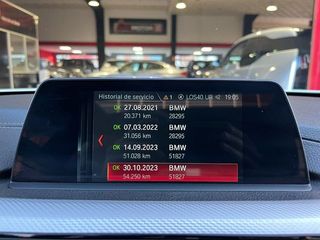 Historial de servicio
1
LOS40 UR
19:05
OK 27.08.2021 BMW
20.371 km 28295
OK 07.03.2022 BMW
31.056 km 28295
OK 14.09.2023 BMW
51.028 km 51827
OK 30.10.2023 BMW
54.250 km 51827